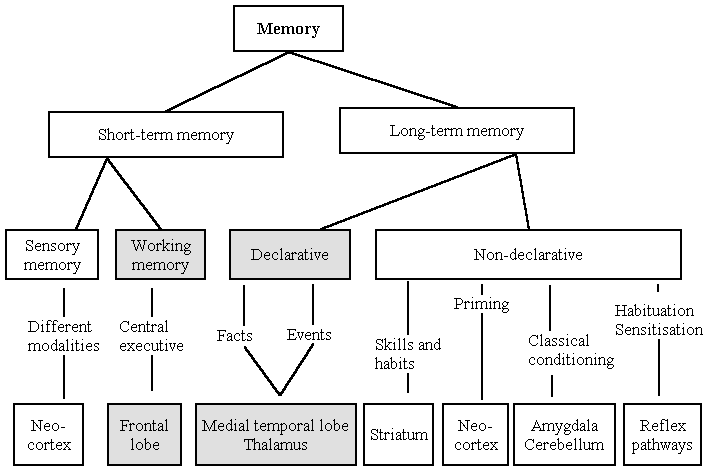 Memory
Short-term memory
Long-term memory
Sensory
memory
Working
memory
Declarative
Non-declarative
Different
modalities
Central
executive
Facts
Events
Skills and
habits
Priming
Classical
conditioning
Habituation
Sensitisation
Neo-
cortex
Frontal
lobe
Medial temporal lobe
Thalamus
Striatum
Neo-
cortex
Amygdala
Cerebellum
Reflex
pathways